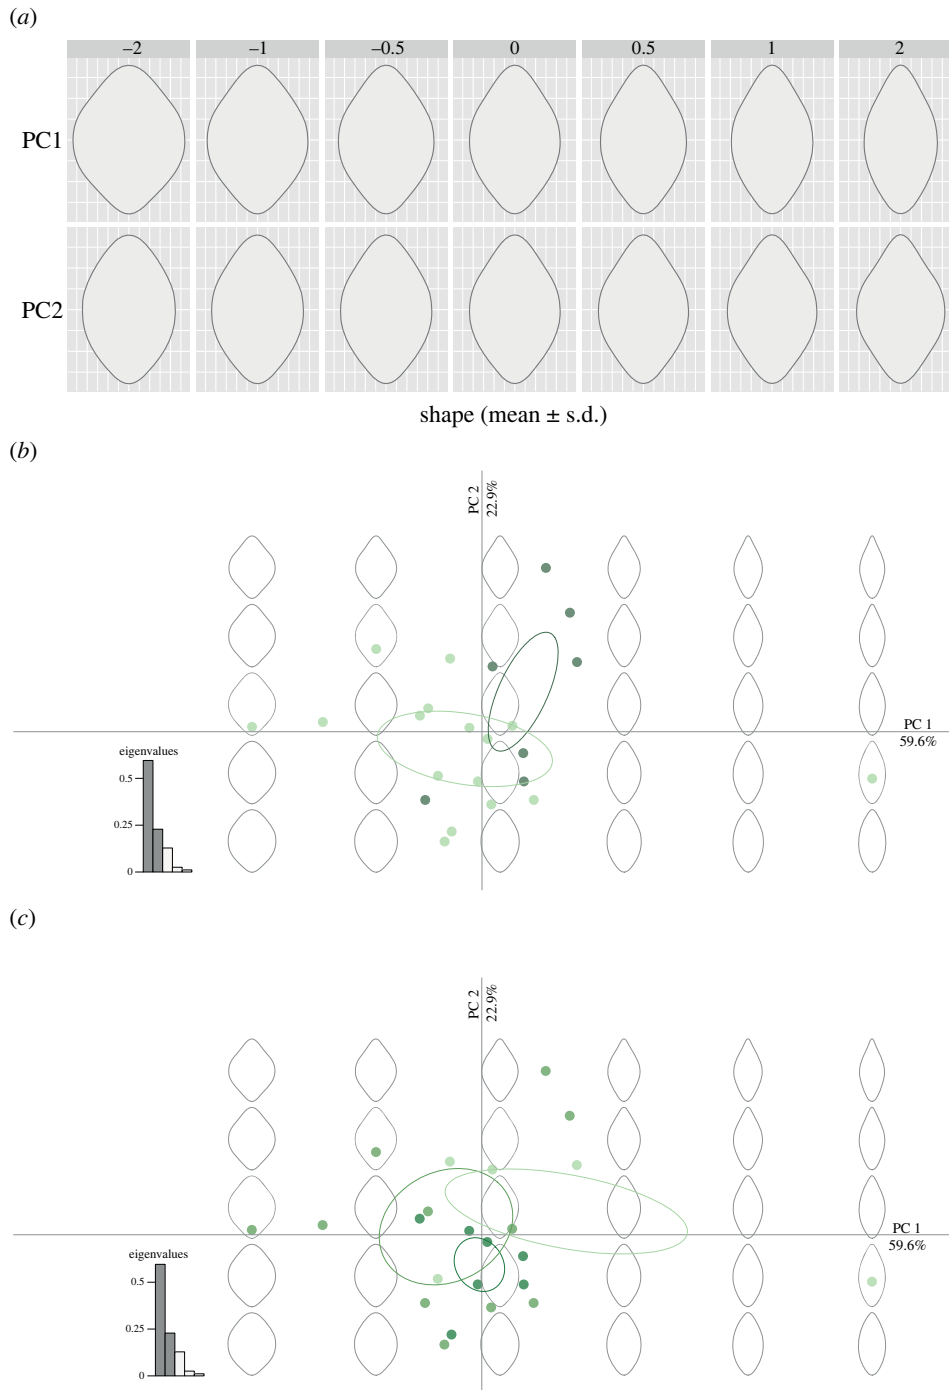 (a)
–2 –1 –0.5 0 0.5 1 2
PC1
PC2
shape (mean ± s.d.)
(b)
PC 2
22.9%
PC 1
59.6%
eigenvalues
0.5
0.25
0
(c)
PC 2
22.9%
PC 1
59.6%
eigenvalues
0.5
0.25
0